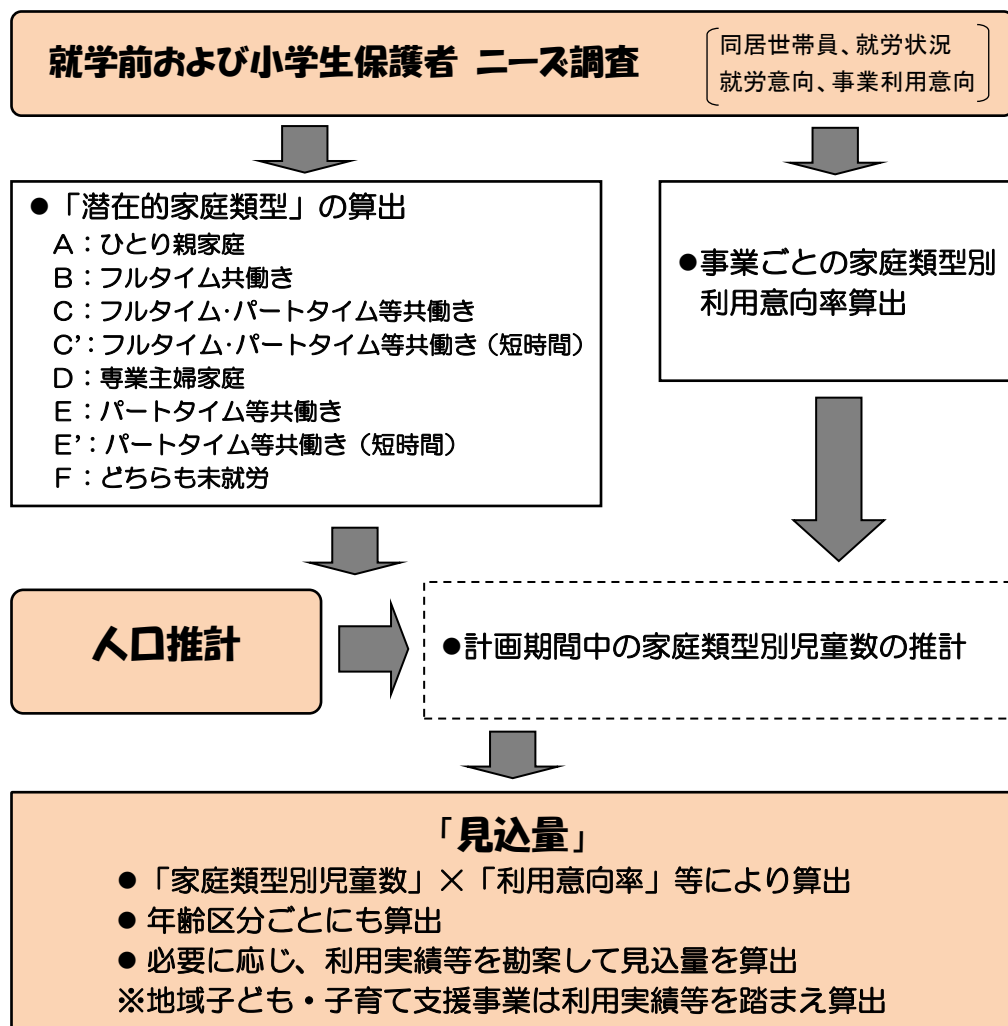 就学前および小学生保護者 ニーズ調査
同居世帯員、就労状況
就労意向、事業利用意向
●「潜在的家庭類型」の算出
A：ひとり親家庭
B：フルタイム共働き
C：フルタイム・パートタイム等共働き
C’：フルタイム・パートタイム等共働き（短時間）
D：専業主婦家庭
E：パートタイム等共働き
E’：パートタイム等共働き（短時間）
F：どちらも未就労
●事業ごとの家庭類型別
利用意向率算出
人口推計
●計画期間中の家庭類型別児童数の推計
「見込量」
●「家庭類型別児童数」×「利用意向率」等により算出
●年齢区分ごとにも算出
●必要に応じ、利用実績等を勘案して見込量を算出
※地域子ども・子育て支援事業は利用実績等を踏まえ算出